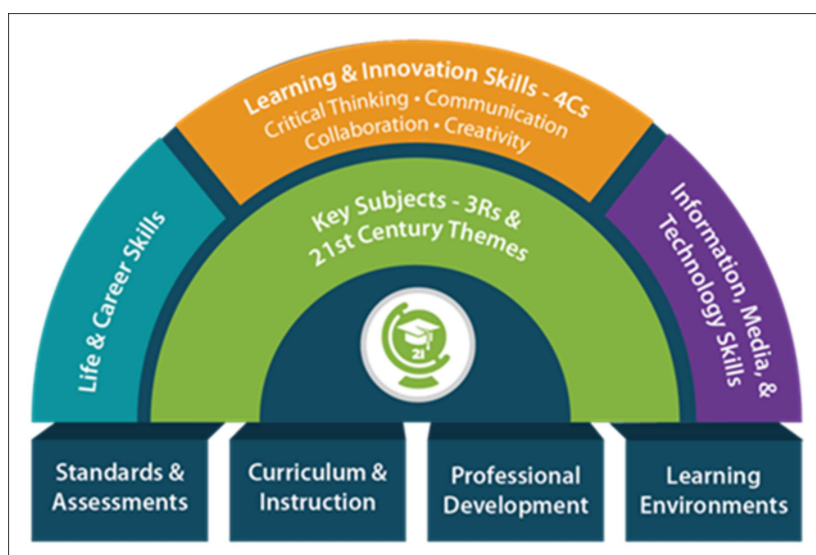 Learning & Innovation Skills - 4Cs
Critical Thinking • Communication
Collaboration • Creativity
Life & Career Skills
Key Subjects - 3Rs &
21st Century Themes
Information, Media, &
Technology Skills
21
Standards &
Assessments
Curriculum &
Instruction
Professional
Development
Learning
Environments